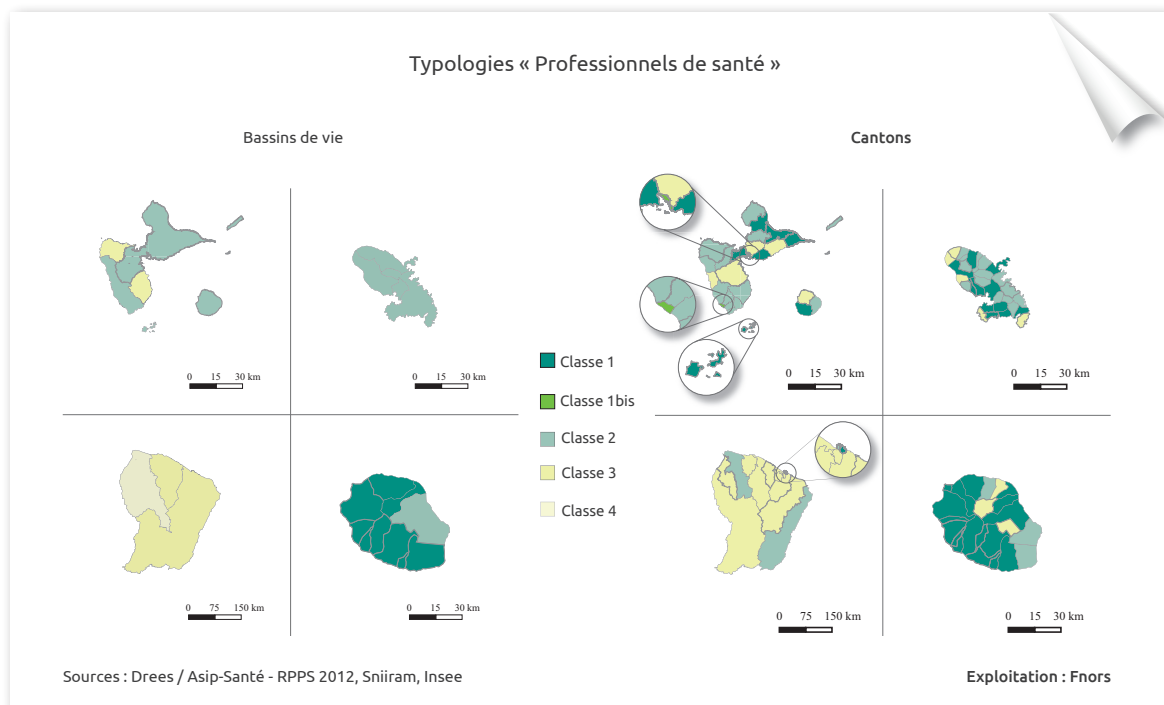 Typologies « Professionnels de santé »
Bassins de vie
Cantons
0 15 30 km
0 15 30 km
0 15 30 km
0 15 30 km
Classe 1
Classe 1bis
Classe 2
Classe 3
Classe 4
0 75 150 km
0 15 30 km
0 75 150 km
0 15 30 km
Sources : Drees / Asip-Santé - RPPS 2012, Sniiram, Insee
Exploitation : Fnors